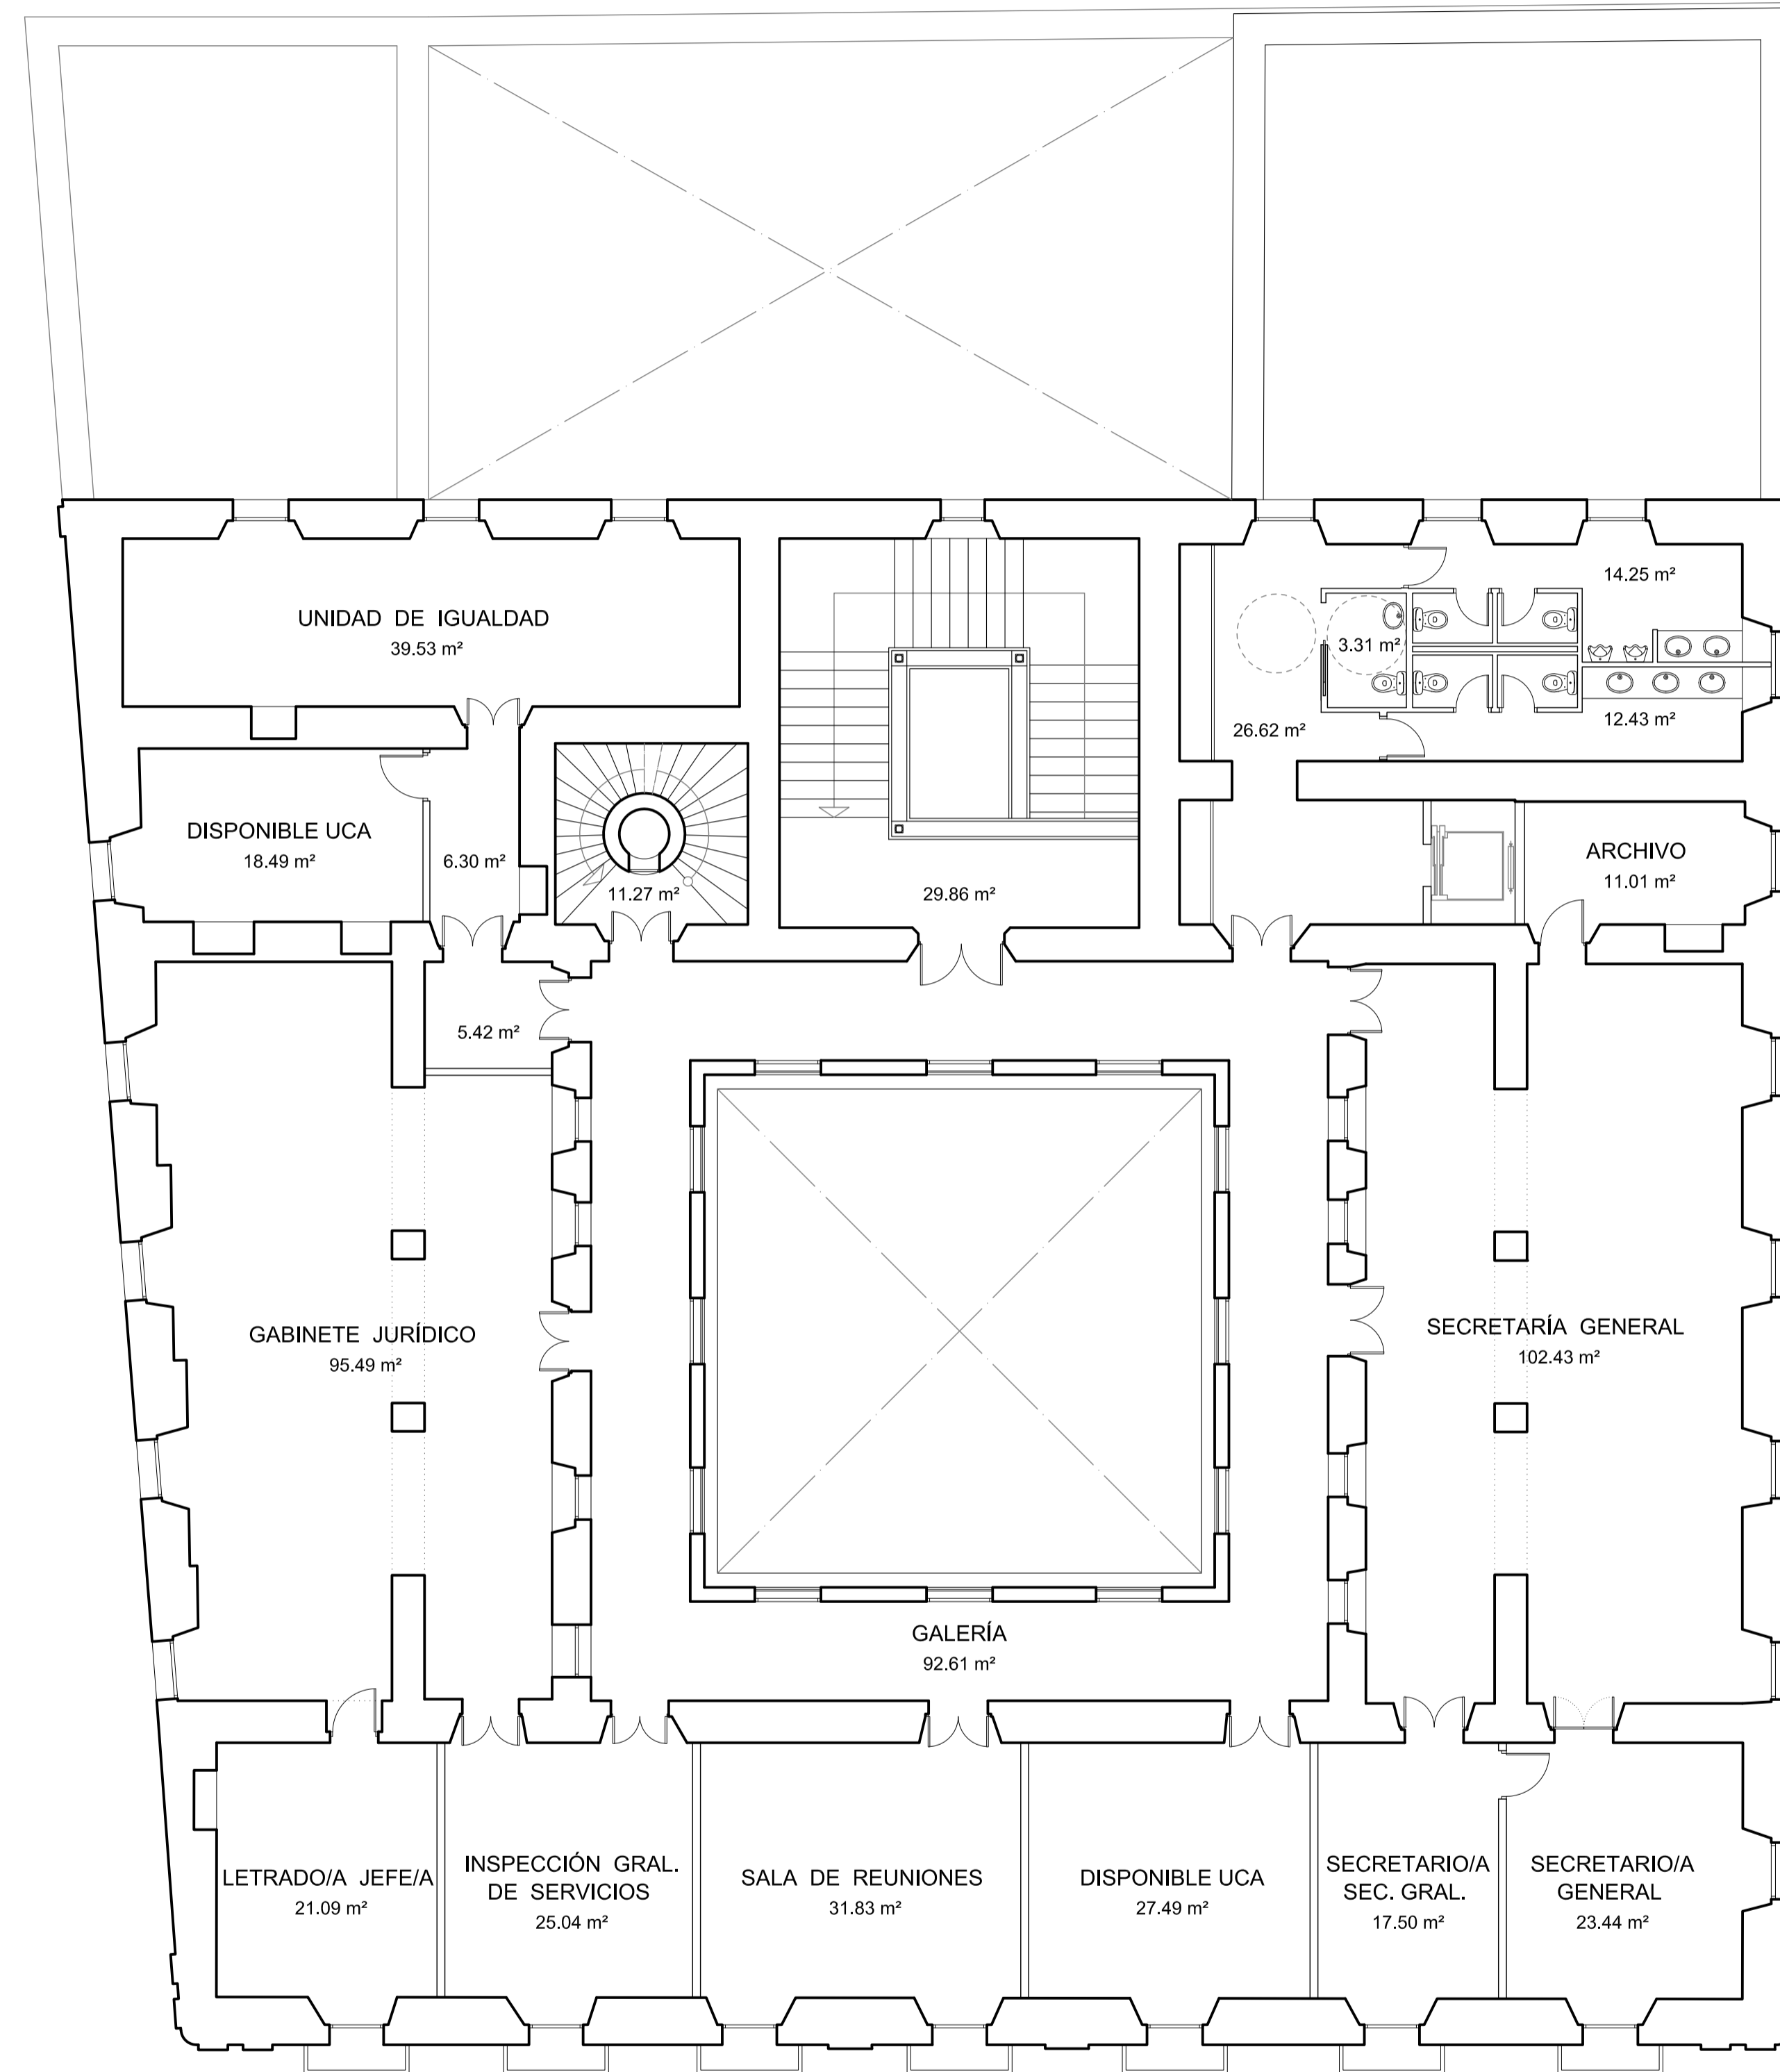 14.25 m²
UNIDAD DE IGUALDAD
39.53 m²
3.31 m²
26.62 m²
12.43 m²
DISPONIBLE UCA
18.49 m²
6.30 m²
11.27 m²
29.86 m²
ARCHIVO
11.01 m²
5.42 m²
GABINETE JURÍDICO
95.49 m²
SECRETARÍA GENERAL
102.43 m²
GALERÍA
92.61 m²
LETRADO/A JEFE/A
21.09 m²
INSPECCIÓN GRAL.
DE SERVICIOS
25.04 m²
SALA DE REUNIONES
31.83 m²
DISPONIBLE UCA
27.49 m²
SECRETARIO/A
SEC. GRAL.
17.50 m²
SECRETARIO/A
GENERAL
23.44 m²